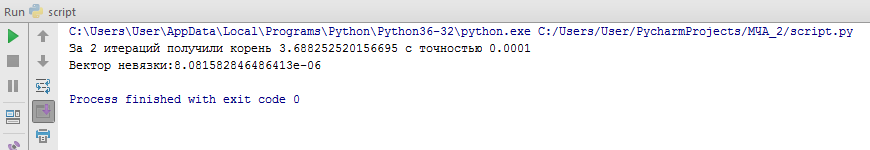 Run script
C:\Users\User\AppData\Local\Programs\Python\Python36-32\python.exe C:/Users/User/PycharmProjects/МЧА_2/script.py
За 2 итераций получили корень 3.688252520156695 с точностью 0.0001
Вектор невязки:8.081582846486413e-06
Process finished with exit code 0